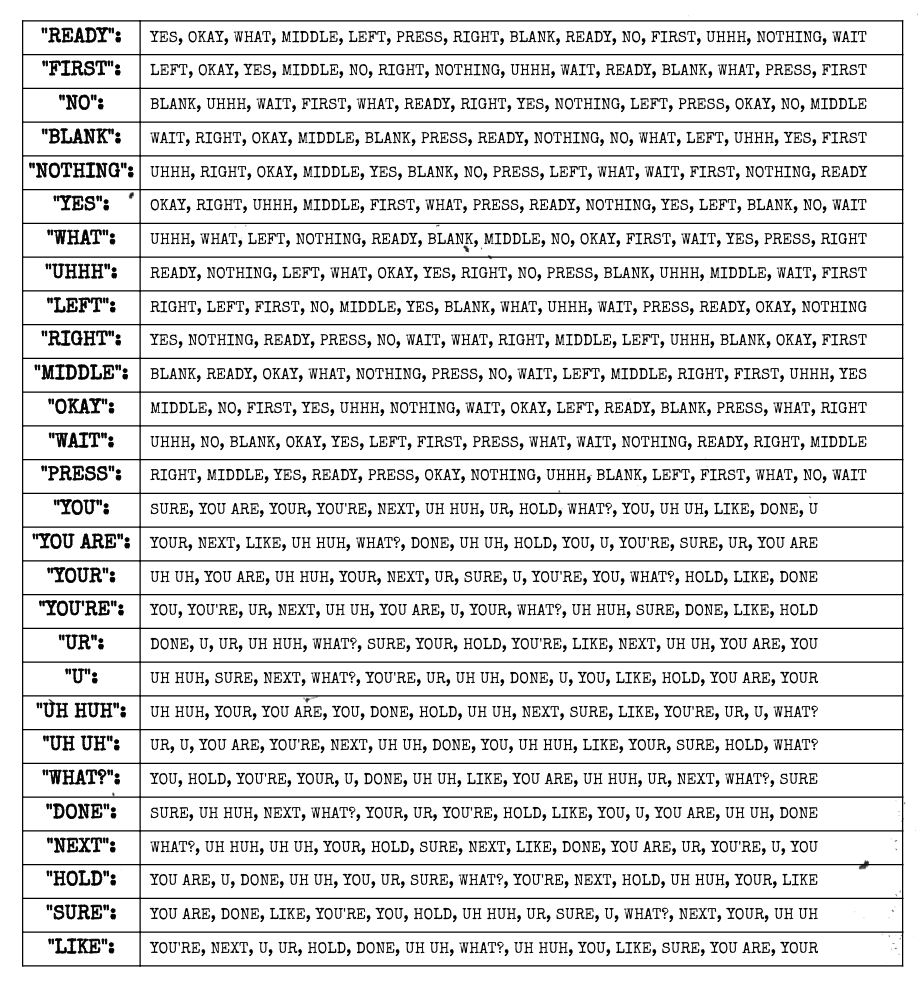 "READY": YES, OKAY, WHAT, MIDDLE, LEFT, PRESS, RIGHT, BLANK, READY, NO, FIRST, UHHH, NOTHING, WAIT
"FIRST": LEFT, OKAY, YES, MIDDLE, NO, RIGHT, NOTHING, UHHH, WAIT, READY, BLANK, WHAT, PRESS, FIRST
"NO": BLANK, UHHH, WAIT, FIRST, WHAT, READY, RIGHT, YES, NOTHING, LEFT, PRESS, OKAY, NO, MIDDLE
"BLANK": WAIT, RIGHT, OKAY, MIDDLE, BLANK, PRESS, READY, NOTHING, NO, WHAT, LEFT, UHHH, YES, FIRST
"NOTHING": UHHH, RIGHT, OKAY, MIDDLE, YES, BLANK, NO, PRESS, LEFT, WHAT, WAIT, FIRST, NOTHING, READY
"YES": OKAY, RIGHT, UHHH, MIDDLE, FIRST, WHAT, PRESS, READY, NOTHING, YES, LEFT, BLANK, NO, WAIT
"WHAT": UHHH, WHAT, LEFT, NOTHING, READY, BLANK, MIDDLE, NO, OKAY, FIRST, WAIT, YES, PRESS, RIGHT
"UHHH": READY, NOTHING, LEFT, WHAT, OKAY, YES, RIGHT, NO, PRESS, BLANK, UHHH, MIDDLE, WAIT, FIRST
"LEFT": RIGHT, LEFT, FIRST, NO, MIDDLE, YES, BLANK, WHAT, UHHH, WAIT, PRESS, READY, OKAY, NOTHING
"RIGHT": YES, NOTHING, READY, PRESS, NO, WAIT, WHAT, RIGHT, MIDDLE, LEFT, UHHH, BLANK, OKAY, FIRST
"MIDDLE": BLANK, READY, OKAY, WHAT, NOTHING, PRESS, NO, WAIT, LEFT, MIDDLE, RIGHT, FIRST, UHHH, YES
"OKAY": MIDDLE, NO, FIRST, YES, UHHH, NOTHING, WAIT, OKAY, LEFT, READY, BLANK, PRESS, WHAT, RIGHT
"WAIT": UHHH, NO, BLANK, OKAY, YES, LEFT, FIRST, PRESS, WHAT, WAIT, NOTHING, READY, RIGHT, MIDDLE
"PRESS": RIGHT, MIDDLE, YES, READY, PRESS, OKAY, NOTHING, UHHH, BLANK, LEFT, FIRST, WHAT, NO, WAIT
"YOU": SURE, YOU ARE, YOUR, YOU'RE, NEXT, UH HUH, UR, HOLD, WHAT?, YOU, UH UH, LIKE, DONE, U
"YOU ARE": YOUR, NEXT, LIKE, UH HUH, WHAT?, DONE, UH UH, HOLD, YOU, U, YOU'RE, SURE, UR, YOU ARE
"YOUR": UH UH, YOU ARE, UH HUH, YOUR, NEXT, UR, SURE, U, YOU'RE, YOU, WHAT?, HOLD, LIKE, DONE
"YOU'RE": YOU, YOU'RE, UR, NEXT, UH UH, YOU ARE, U, YOUR, WHAT?, UH HUH, SURE, DONE, LIKE, HOLD
"UR": DONE, U, UR, UH HUH, WHAT?, SURE, YOUR, HOLD, YOU'RE, LIKE, NEXT, UH UH, YOU ARE, YOU
"U": UH HUH, SURE, NEXT, WHAT?, YOU'RE, UR, UH UH, DONE, U, YOU, LIKE, HOLD, YOU ARE, YOUR
"UH HUH": UH HUH, YOUR, YOU ARE, YOU, DONE, HOLD, UH UH, NEXT, SURE, LIKE, YOU'RE, UR, U, WHAT?
"UH UH": UR, U, YOU ARE, YOU'RE, NEXT, UH UH, DONE, YOU, UH HUH, LIKE, YOUR, SURE, HOLD, WHAT?
"WHAT?": YOU, HOLD, YOU'RE, YOUR, U, DONE, UH UH, LIKE, YOU ARE, UH HUH, UR, NEXT, WHAT?, SURE
"DONE": SURE, UH HUH, NEXT, WHAT?, YOUR, UR, YOU'RE, HOLD, LIKE, YOU, U, YOU ARE, UH UH, DONE
"NEXT": WHAT?, UH HUH, UH UH, YOUR, HOLD, SURE, NEXT, LIKE, DONE, YOU ARE, UR, YOU'RE, U, YOU
"HOLD": YOU ARE, U, DONE, UH UH, YOU, UR, SURE, WHAT?, YOU'RE, NEXT, HOLD, UH HUH, YOUR, LIKE
"SURE": YOU ARE, DONE, LIKE, YOU'RE, YOU, HOLD, UH HUH, UR, SURE, U, WHAT?, NEXT, YOUR, UH UH
"LIKE": YOU'RE, NEXT, U, UR, HOLD, DONE, UH UH, WHAT?, UH HUH, YOU, LIKE, SURE, YOU ARE, YOUR